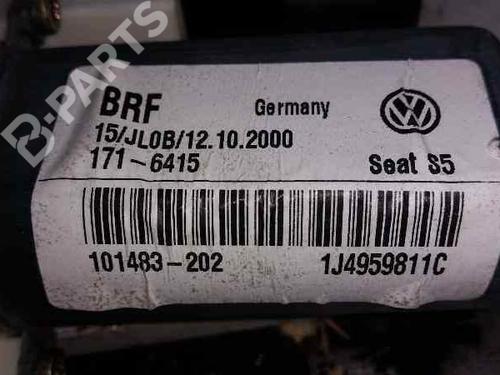 B-PARTS
BRF Germany
15/JL0B/12.10.2000
171-6415 Seat S5
101483-202 1J4959811C